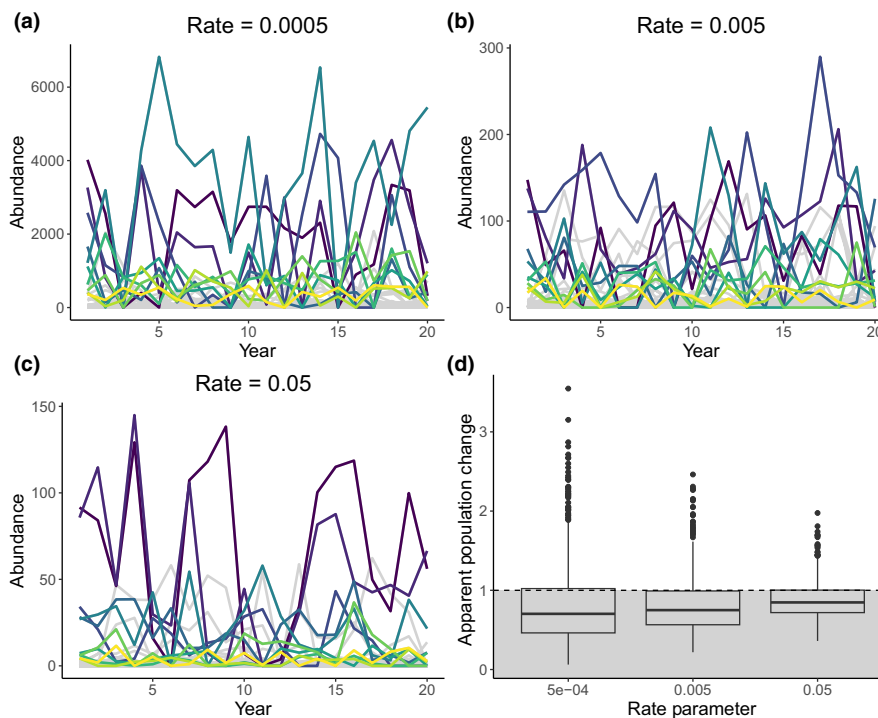 (a)
Rate = 0.0005
Abundance
6000
4000
2000
0
5
10
15
20
Year
(b)
Rate = 0.005
Abundance
300
200
100
0
5
10
15
20
Year
(c)
Rate = 0.05
Abundance
150
100
50
0
5
10
15
20
Year
(d)
Apparent population change
3
2
1
0
5e−04
0.005
0.05
Rate parameter